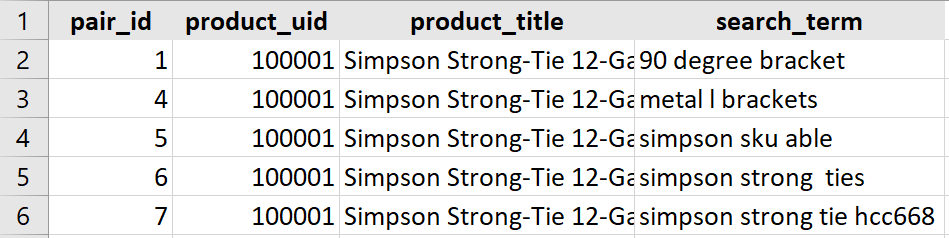 1 pair_id product_uid product_title search_term
2 1 100001 Simpson Strong-Tie 12-Ga 90 degree bracket
3 4 100001 Simpson Strong-Tie 12-Ga metal l brackets
4 5 100001 Simpson Strong-Tie 12-Ga simpson sku able
5 6 100001 Simpson Strong-Tie 12-Ga simpson strong  ties
6 7 100001 Simpson Strong-Tie 12-Ga simpson strong tie hcc668